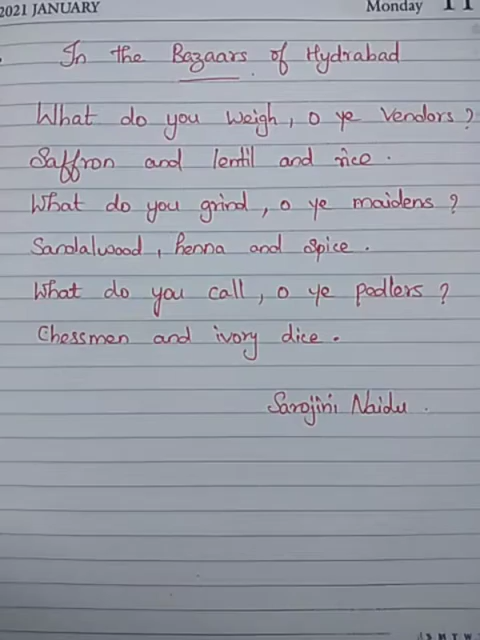 2021 JANUARY Monday 11
In the Bazaars of Hydrabad
What do you weigh, o ye vendors?
Saffron and lentil and rice.
What do you grind, o ye maidens?
Sandalwood, henna and spice.
What do you call, o ye pedlers?
Chessmen and ivory dice.
Sarojini Naidu.